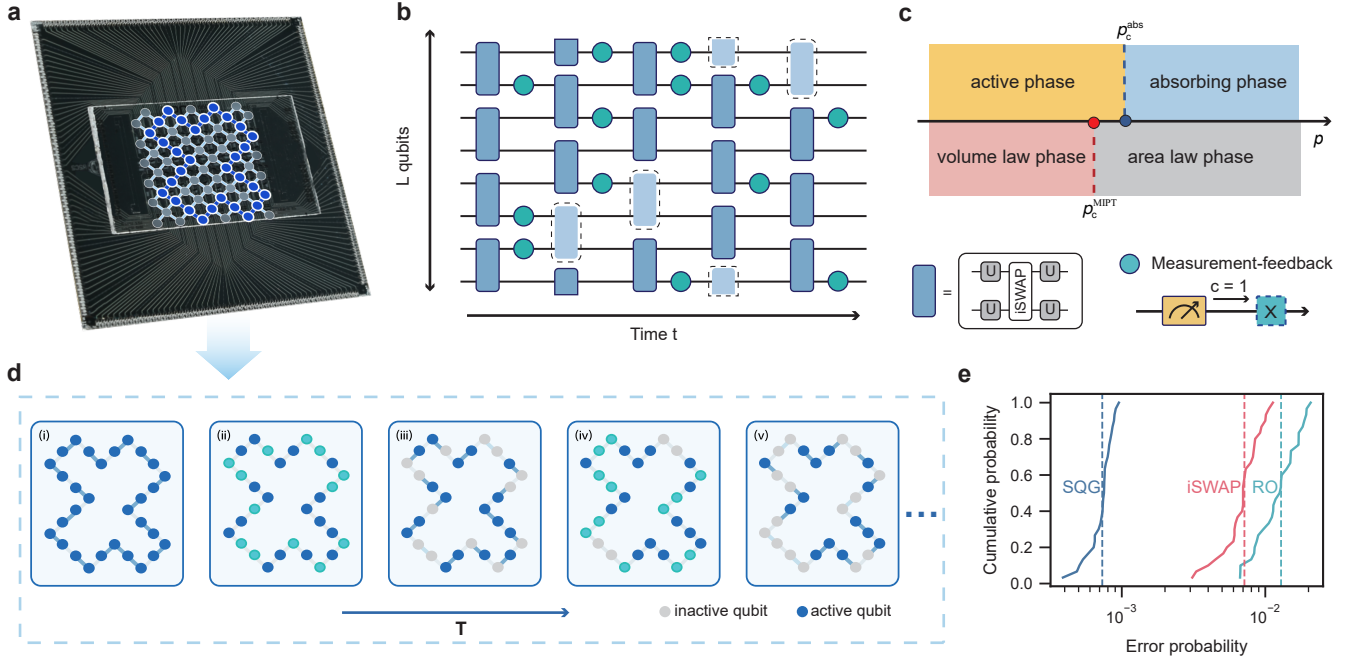 a
b
c
L qubits
Time t
p_c^abs
active phase
absorbing phase
p
volume law phase
area law phase
p_c^MIPT
=
U
U
iSWAP
U
U
Measurement-feedback
c = 1
X
d
(i)
(ii)
(iii)
(iv)
(v)
...
T
inactive qubit
active qubit
e
Cumulative probability
1.0
0.8
0.6
0.4
0.2
0.0
SQG
iSWAP
RO
10^−3
10^−2
Error probability